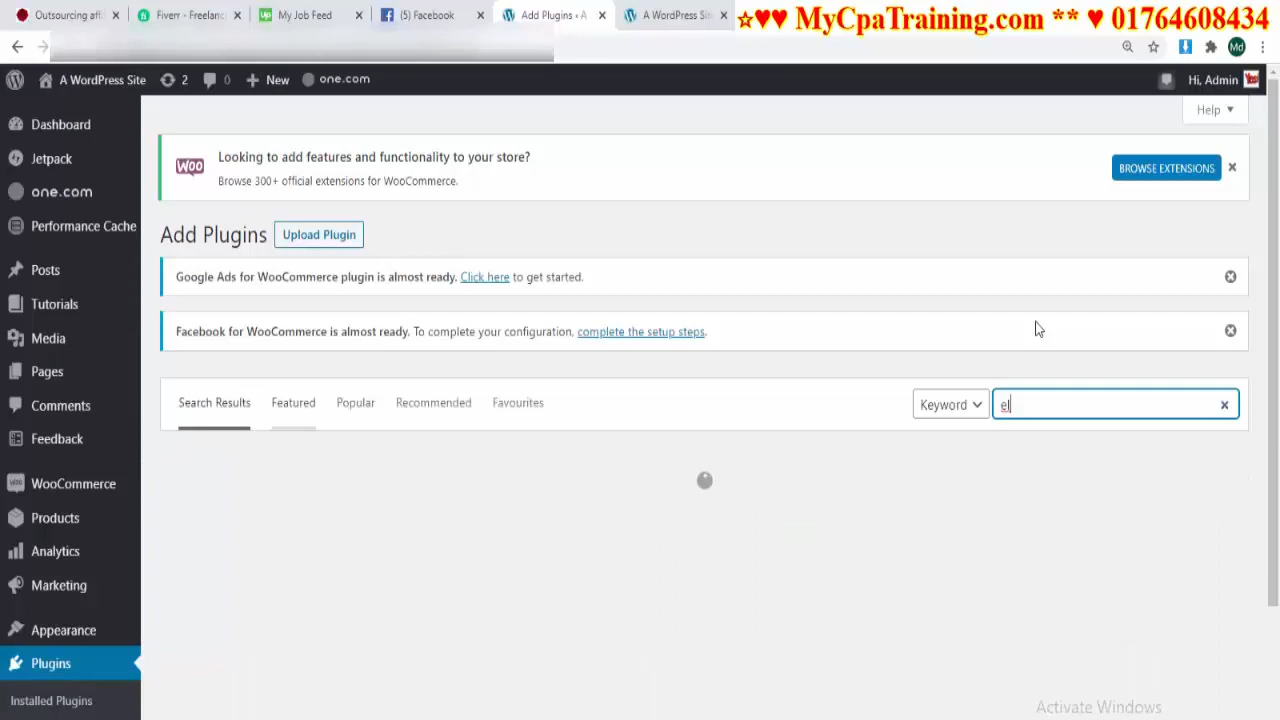 Outsourcing aff
Fiverr - Freelanc
Up
My Job Feed
(5) Facebook
Add Plugins ‹ A
A WordPress Sit
☆♥♥ MyCpaTraining.com ** ♥ 01764608434
Md
A WordPress Site
2
0
New
one.com
Hi, Admin
Help
Dashboard
Jetpack
one.com
Performance Cache
Posts
Tutorials
Media
Pages
Comments
Feedback
WooCommerce
Products
Analytics
Marketing
Appearance
Plugins
Installed Plugins
WOO
Looking to add features and functionality to your store?
Browse 300+ official extensions for WooCommerce.
BROWSE EXTENSIONS
Add Plugins
Upload Plugin
Google Ads for WooCommerce plugin is almost ready. Click here to get started.
Facebook for WooCommerce is almost ready. To complete your configuration, complete the setup steps.
Search Results
Featured
Popular
Recommended
Favourites
Keyword
el
Activate Windows